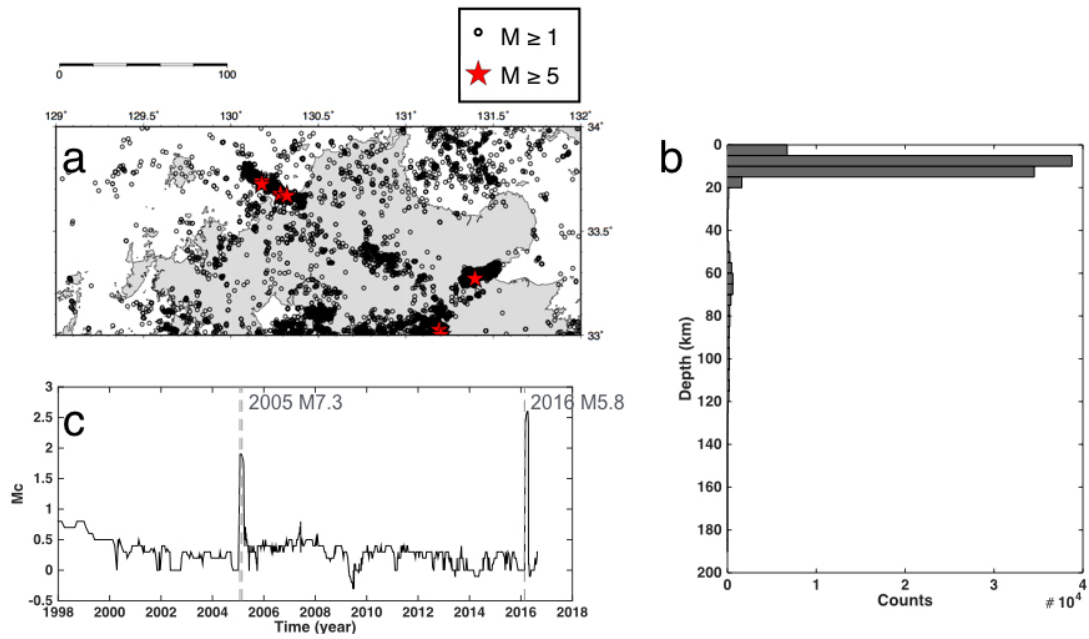 M ≥ 1
M ≥ 5
0 100
129˚ 129.5˚ 130˚ 130.5˚ 131˚ 131.5˚ 132˚
34˚
a
33.5˚
33˚
b
0
20
40
60
80
100
120
140
160
180
200
Depth (km)
0 1 2 3 4
Counts # 10⁴
c
2005 M7.3 2016 M5.8
3
2.5
2
1.5
1
0.5
0
-0.5
Mc
1998 2000 2002 2004 2006 2008 2010 2012 2014 2016 2018
Time (year)